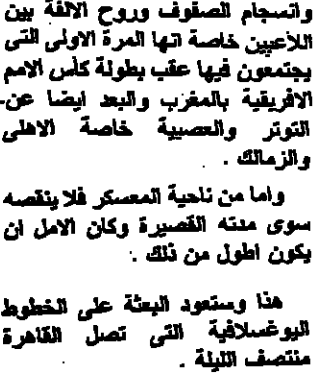 وانسجام الصفوف وروح الالفة بين
اللاعبين خاصة انها المرة الاولى التى
يجتمعون فيها عقب بطولة كأس الامم
الافريقية بالمغرب والبعد ايضا عن
التوتر والعصبية خاصة الاهلى
والزمالك .
واما من ناحية المعسكر فلا ينقصه
سوى مدته القصيرة وكان الامل ان
يكون اطول من ذلك .
هذا وستعود البعثة على الخطوط
اليوغسلافية التى تصل القاهرة
منتصف الليلة .